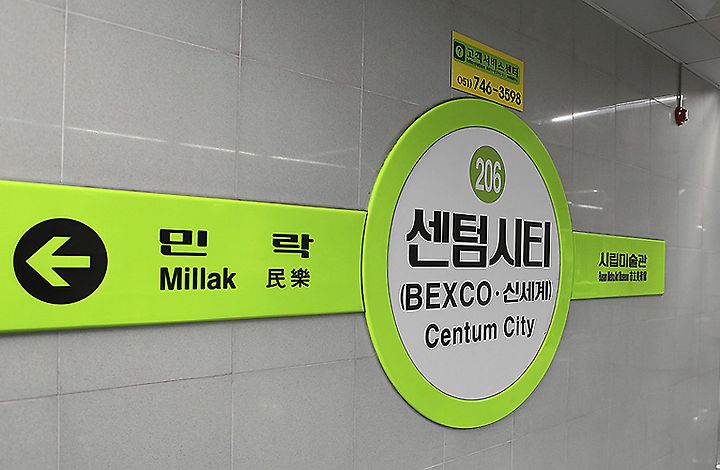 고객서비스센터
(051) 746-3598
206
센텀시티
(BEXCO·신세계)
Centum City
민 락
Millak 民樂
시립미술관